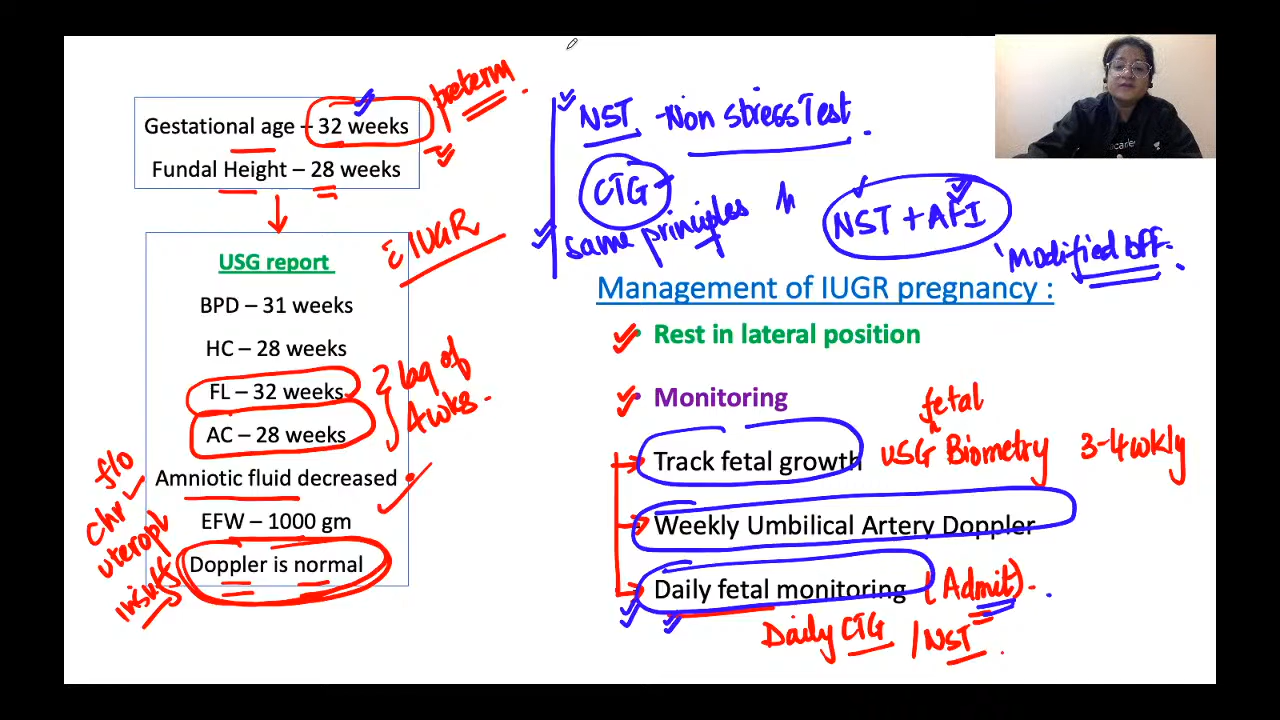 Gestational age – 32 weeks
preterm
Fundal Height – 28 weeks
c̄ IUGR
USG report
BPD – 31 weeks
HC – 28 weeks
FL – 32 weeks
AC – 28 weeks
lag of
4 wks.
Amniotic fluid decreased
EFW – 1000 gm
Doppler is normal
f/o
chr
uteropl
insuff
NST - Non stress Test
CTG
same principles
NST + AFI
'Modified BPP.
Management of IUGR pregnancy :
• Rest in lateral position
• Monitoring
Track fetal growth
fetal
USG Biometry 3-4 wkly
Weekly Umbilical Artery Doppler
Daily fetal monitoring (Admit).
Daily CTG / NST.